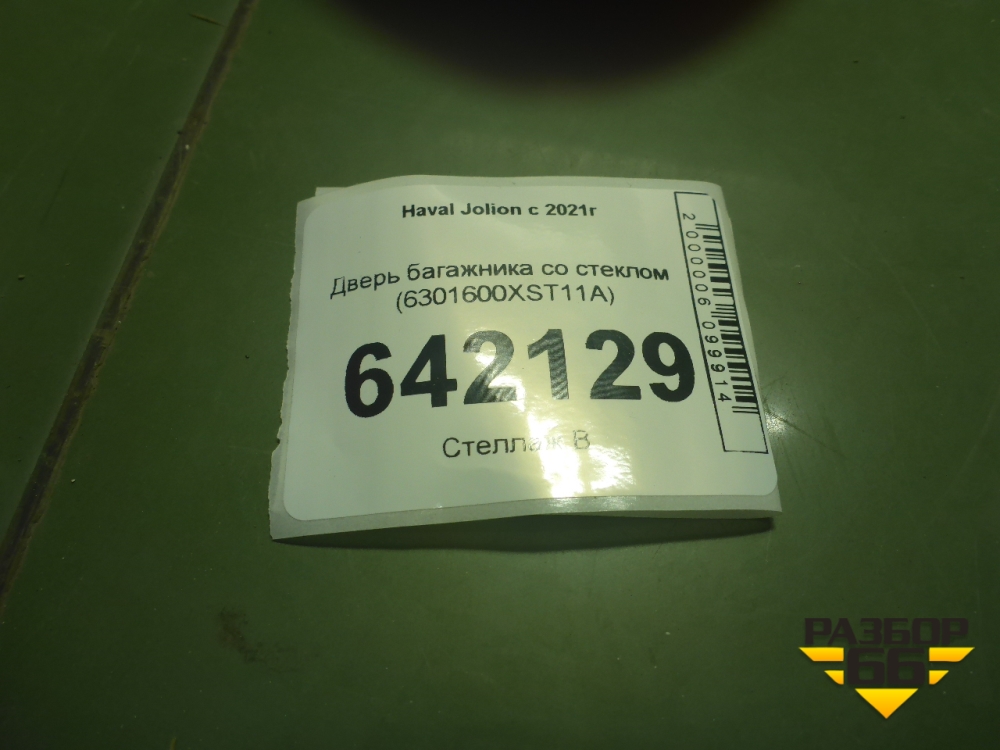 Haval Jolion с 2021г
Дверь багажника со стеклом
(6301600XST11A)
642129
Стеллаж В
2000006099914
РАЗБОР
66